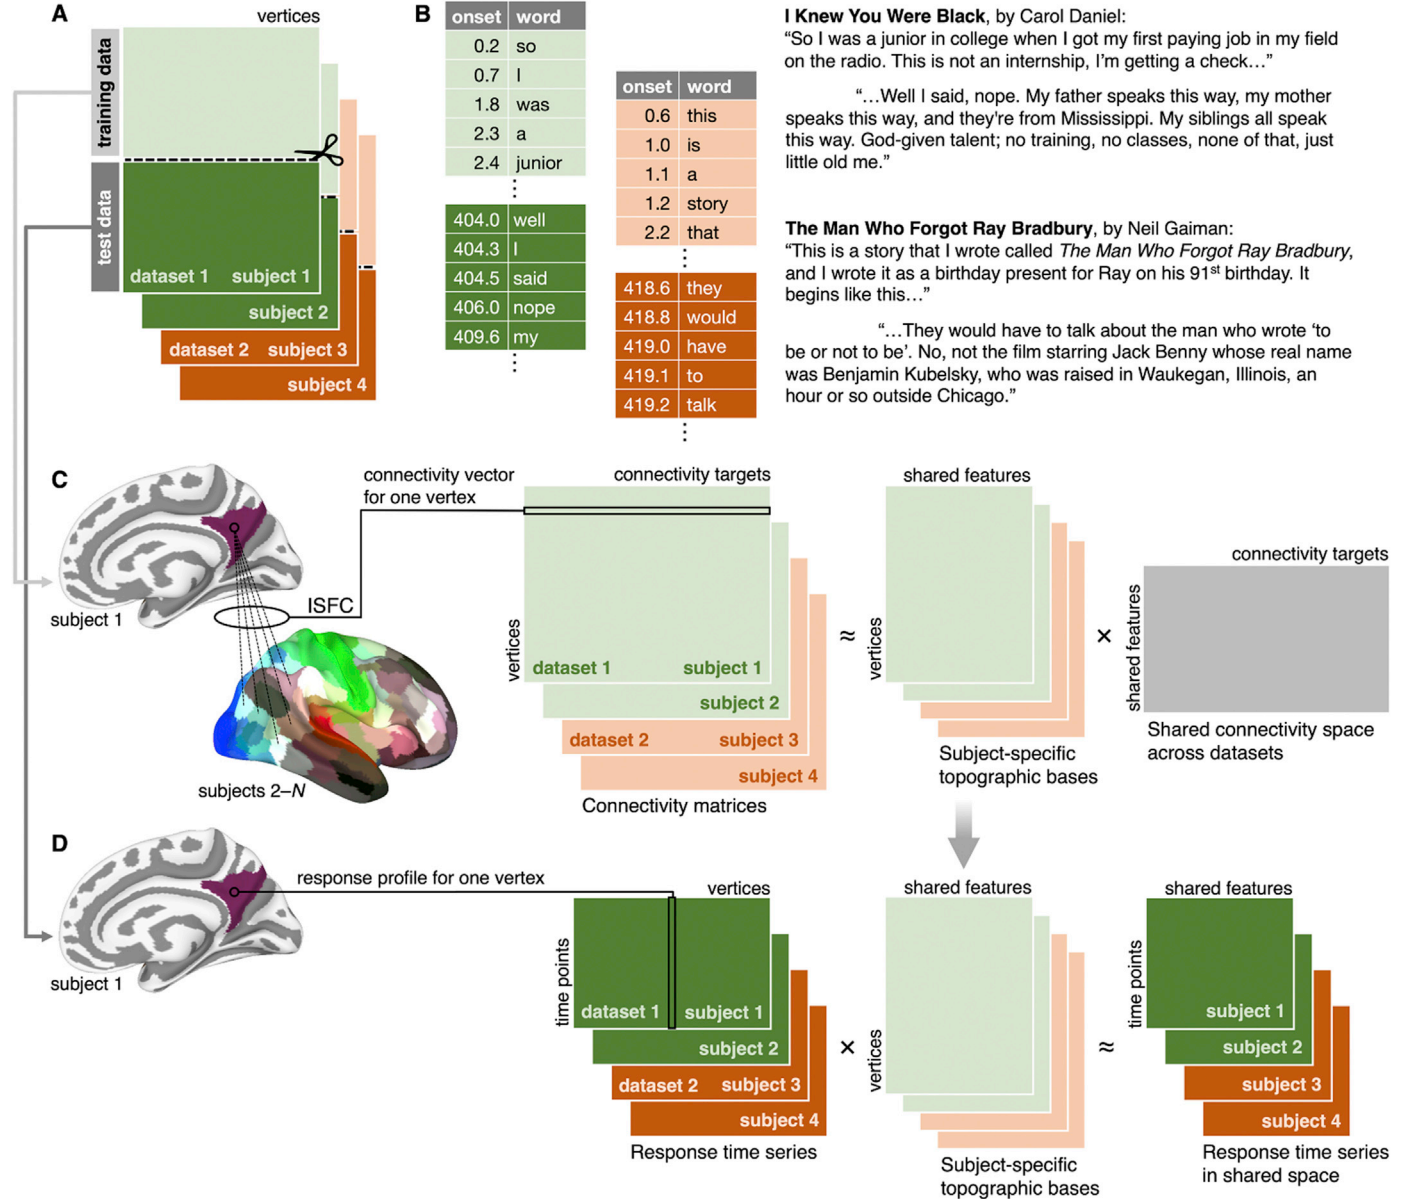 A
vertices
training data
test data
dataset 1 subject 1
subject 2
dataset 2 subject 3
subject 4
B
onset word
0.2 so
0.7 I
1.8 was
2.3 a
2.4 junior
404.0 well
404.3 I
404.5 said
406.0 nope
409.6 my
onset word
0.6 this
1.0 is
1.1 a
1.2 story
2.2 that
418.6 they
418.8 would
419.0 have
419.1 to
419.2 talk
I Knew You Were Black, by Carol Daniel:
“So I was a junior in college when I got my first paying job in my field
on the radio. This is not an internship, I’m getting a check…”
“…Well I said, nope. My father speaks this way, my mother
speaks this way, and they're from Mississippi. My siblings all speak
this way. God-given talent; no training, no classes, none of that, just
little old me.”
The Man Who Forgot Ray Bradbury, by Neil Gaiman:
“This is a story that I wrote called The Man Who Forgot Ray Bradbury,
and I wrote it as a birthday present for Ray on his 91st birthday. It
begins like this…”
“…They would have to talk about the man who wrote ‘to
be or not to be’. No, not the film starring Jack Benny whose real name
was Benjamin Kubelsky, who was raised in Waukegan, Illinois, an
hour or so outside Chicago.”
C
subject 1
ISFC
subjects 2–N
connectivity vector
for one vertex
connectivity targets
vertices
dataset 1 subject 1
subject 2
dataset 2 subject 3
subject 4
Connectivity matrices
≈
shared features
vertices
Subject-specific
topographic bases
×
connectivity targets
shared features
Shared connectivity space
across datasets
D
subject 1
response profile for one vertex
vertices
time points
dataset 1 subject 1
subject 2
dataset 2 subject 3
subject 4
Response time series
×
shared features
vertices
Subject-specific
topographic bases
≈
shared features
time points
subject 1
subject 2
subject 3
subject 4
Response time series
in shared space